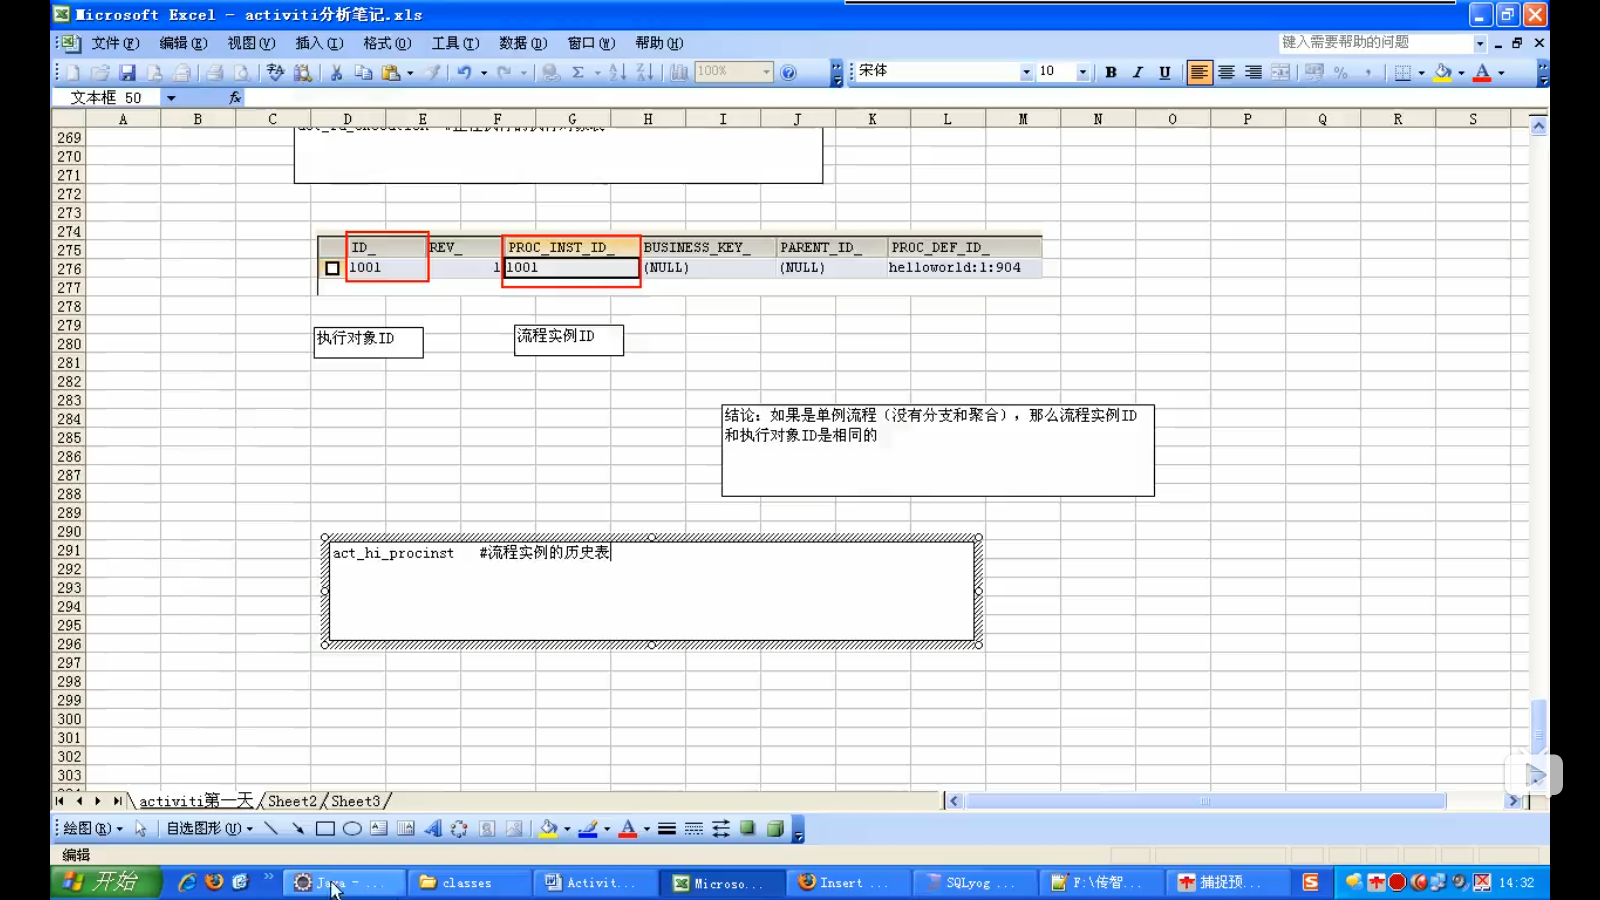 Microsoft Excel - activiti分析笔记.xls
文件(F) 编辑(E) 视图(V) 插入(I) 格式(O) 工具(T) 数据(D) 窗口(W) 帮助(H) 键入需要帮助的问题
100% 宋体 10 B I U
文本框 50 fx
A B C D E F G H I J K L M N O P Q R S
269
270
271
272
273
274
275 ID_ REV_ PROC_INST_ID_ BUSINESS_KEY_ PARENT_ID_ PROC_DEF_ID_
276 1001 1 1001 (NULL) (NULL) helloworld:1:904
277
278
279
280 执行对象ID 流程实例ID
281
282
283
284 结论：如果是单例流程（没有分支和聚合），那么流程实例ID
285 和执行对象ID是相同的
286
287
288
289
290
291 act_hi_procinst #流程实例的历史表
292
293
294
295
296
297
298
299
300
301
302
303
activiti第一天 Sheet2 Sheet3
绘图(R) 自选图形(U)
编辑
开始 Java - ... classes Activit... Microso... Insert ... SQLyog ... F:\传智... 捕捉预... 14:32